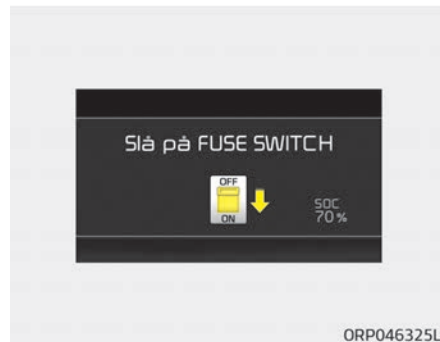 Slå på FUSE SWITCH
OFF
ON
SOC
70 %
ORP046325L